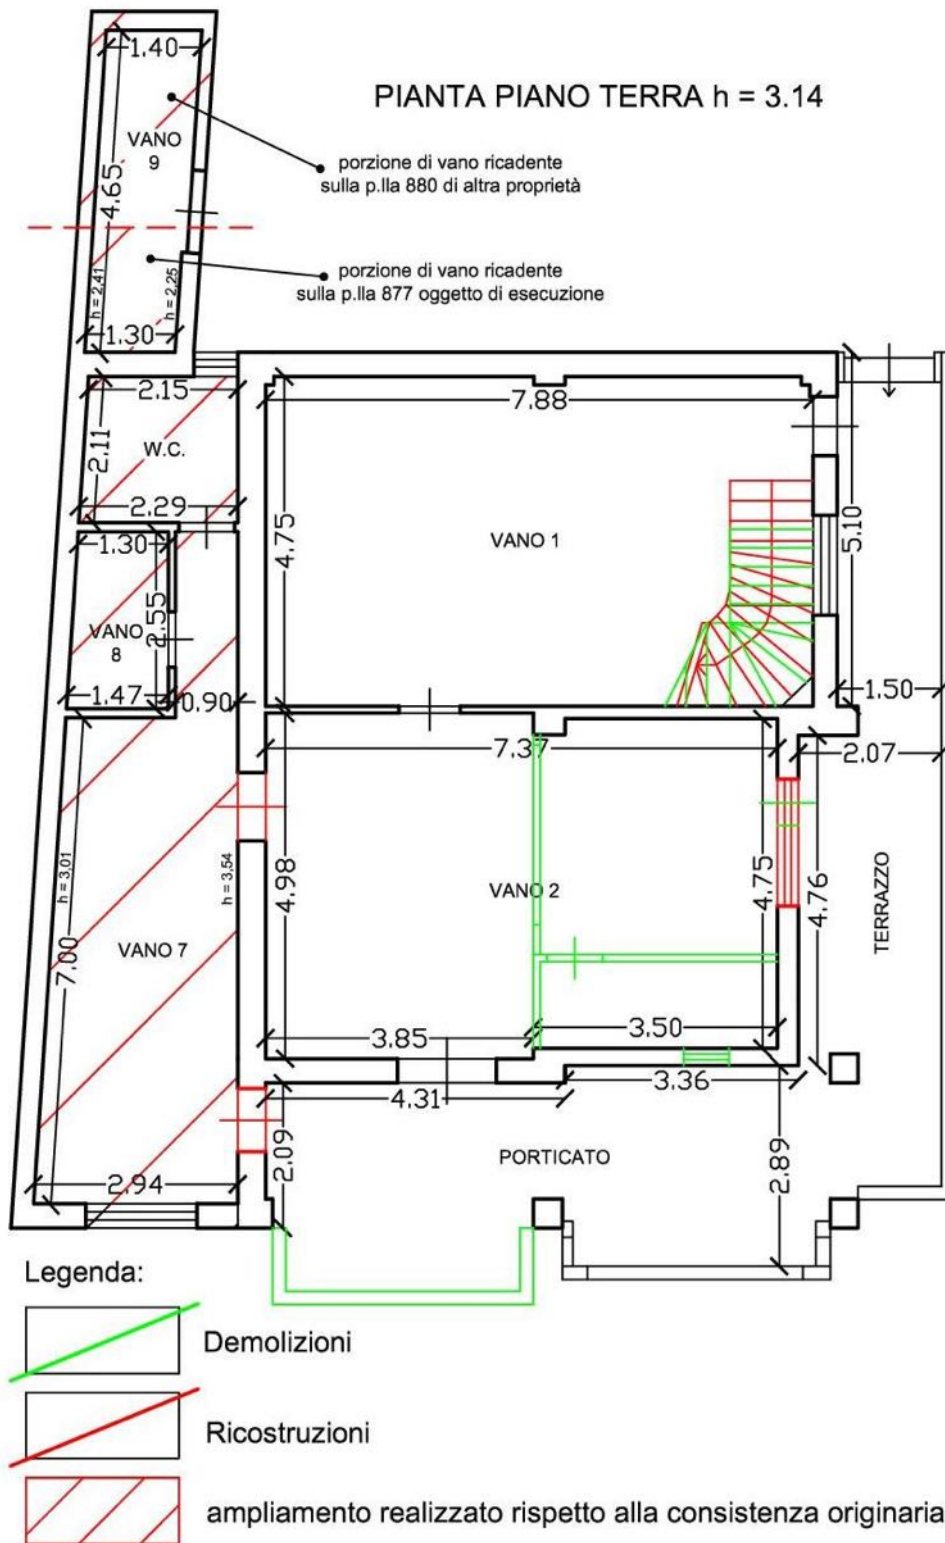 1.40
PIANTA PIANO TERRA h = 3.14
VANO
9
porzione di vano ricadente
sulla p.lla 880 di altra proprietà
4.65
porzione di vano ricadente
sulla p.lla 877 oggetto di esecuzione
h = 2,41
h = 2,25
1.30
2.15
7.88
W.C.
2.11
2.29
5.10
4.75
VANO 1
1.30
2.55
VANO
8
1.47
0.90
1.50
7.37
2.07
h = 3,01
h = 3,54
4.98
VANO 2
4.75
4.76
TERRAZZO
VANO 7
7.00
3.85
3.50
4.31
3.36
2.09
PORTICATO
2.89
2.94
Legenda:
Demolizioni
Ricostruzioni
ampliamento realizzato rispetto alla consistenza originaria